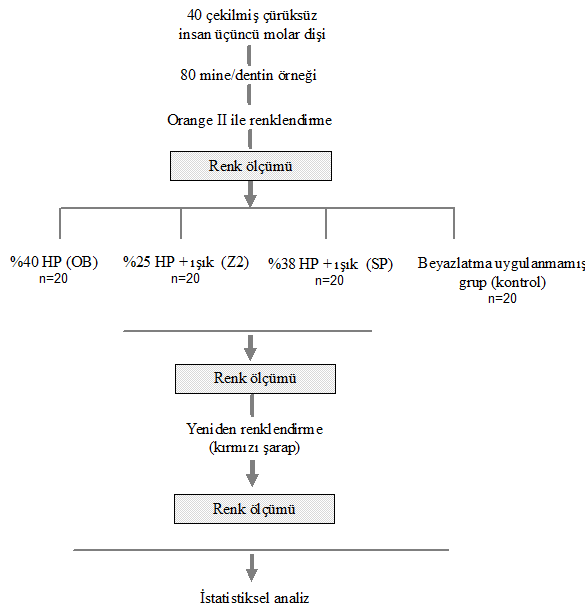 40 çekilmiş çürüksüz
insan üçüncü molar dişi
80 mine/dentin örneği
Orange II ile renklendirme
Renk ölçümü
%40 HP (OB)
n=20
%25 HP +ışık (Z2)
n=20
%38 HP +ışık (SP)
n=20
Beyazlatma uygulanmamış
grup (kontrol)
n=20
Renk ölçümü
Yeniden renklendirme
(kırmızı şarap)
Renk ölçümü
İstatistiksel analiz